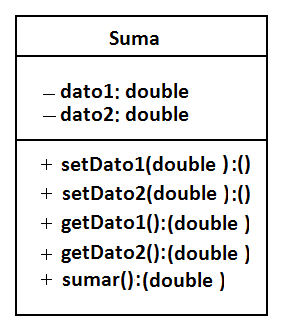 Suma
– dato1: double
– dato2: double
+ setDato1(double ):()
+ setDato2(double ):()
+ getDato1():(double )
+ getDato2():(double )
+ sumar():(double )